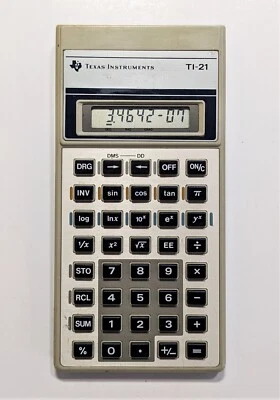 TEXAS INSTRUMENTS TI-21
3.4642-07
DMS DD
DRG → ← OFF ON/C
INV sin cos tan π
log lnx 10ˣ eˣ yˣ
1/x x² √x EE ÷
STO 7 8 9 ×
RCL 4 5 6 −
SUM 1 2 3 +
% 0 . +/− =